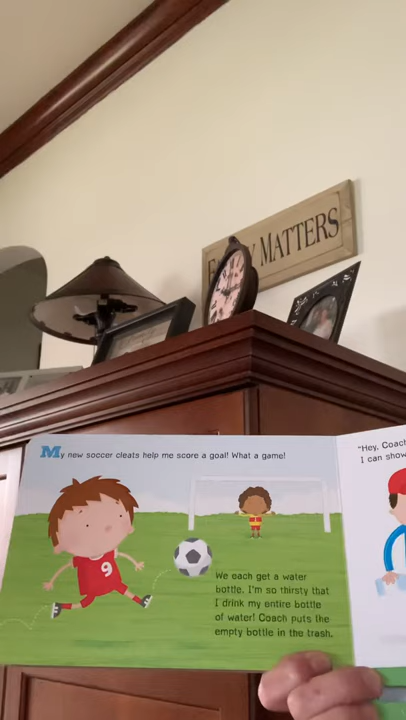 MATTERS
My new soccer cleats help me score a goal! What a game!
9
We each get a water
bottle. I'm so thirsty that
I drink my entire bottle
of water! Coach puts the
empty bottle in the trash.
"Hey, Coach
I can show